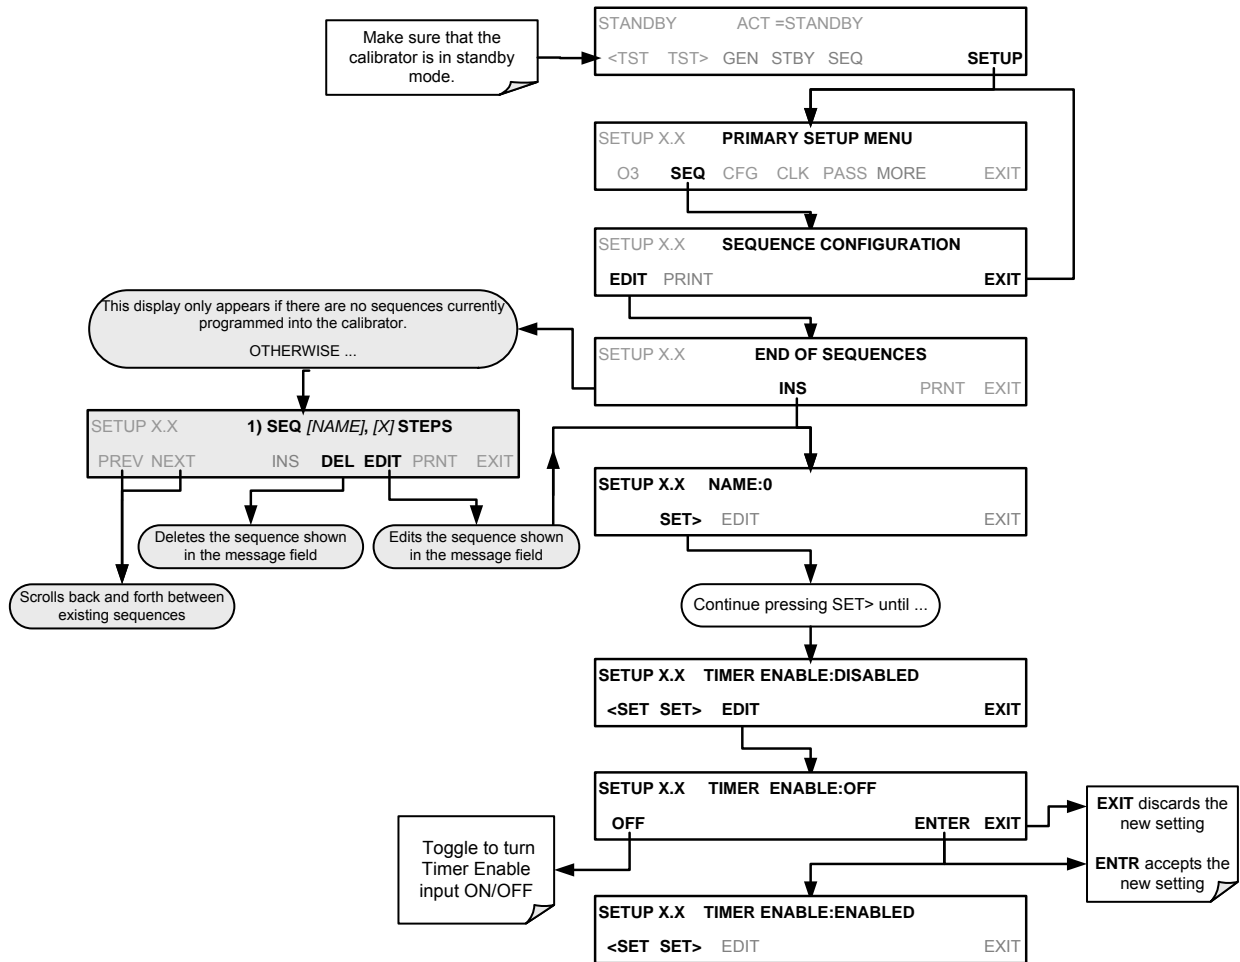 Make sure that the
calibrator is in standby
mode.
STANDBY ACT =STANDBY
<TST TST> GEN STBY SEQ SETUP
SETUP X.X PRIMARY SETUP MENU
O3 SEQ CFG CLK PASS MORE EXIT
SETUP X.X SEQUENCE CONFIGURATION
EDIT PRINT EXIT
This display only appears if there are no sequences currently
programmed into the calibrator.
OTHERWISE ...
SETUP X.X END OF SEQUENCES
INS PRNT EXIT
SETUP X.X 1) SEQ [NAME], [X] STEPS
PREV NEXT INS DEL EDIT PRNT EXIT
Deletes the sequence shown
in the message field
Edits the sequence shown
in the message field
Scrolls back and forth between
existing sequences
SETUP X.X NAME:0
SET> EDIT EXIT
Continue pressing SET> until ...
SETUP X.X TIMER ENABLE:DISABLED
<SET SET> EDIT EXIT
SETUP X.X TIMER ENABLE:OFF
OFF ENTER EXIT
EXIT discards the
new setting
ENTR accepts the
new setting
Toggle to turn
Timer Enable
input ON/OFF
SETUP X.X TIMER ENABLE:ENABLED
<SET SET> EDIT EXIT